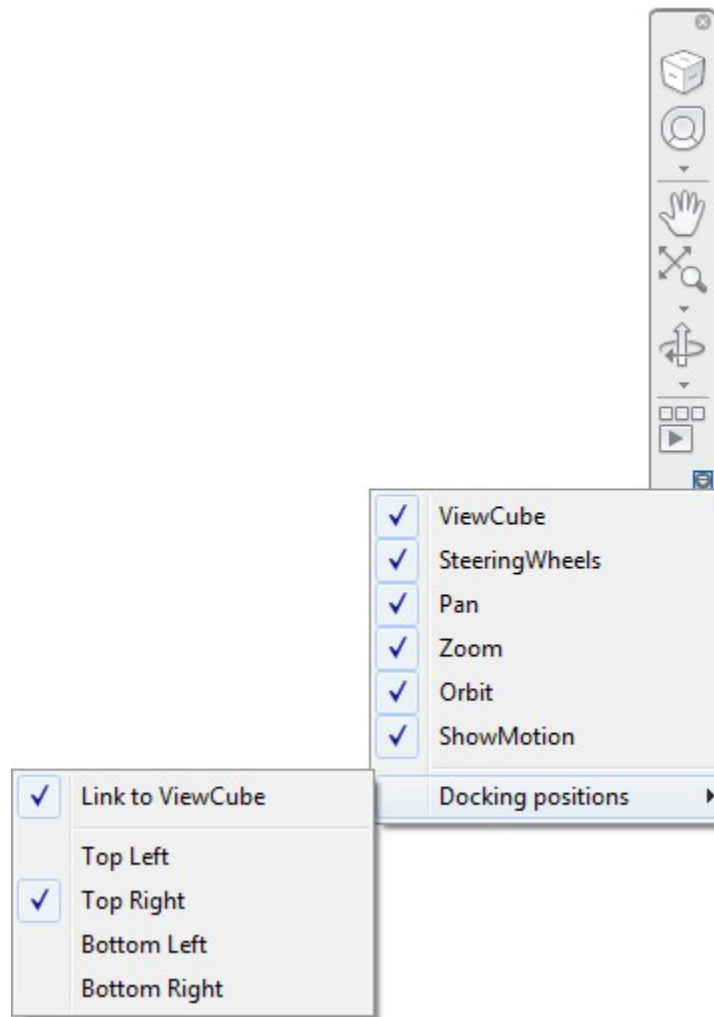 ViewCube
SteeringWheels
Pan
Zoom
Orbit
ShowMotion
Docking positions
Link to ViewCube
Top Left
Top Right
Bottom Left
Bottom Right